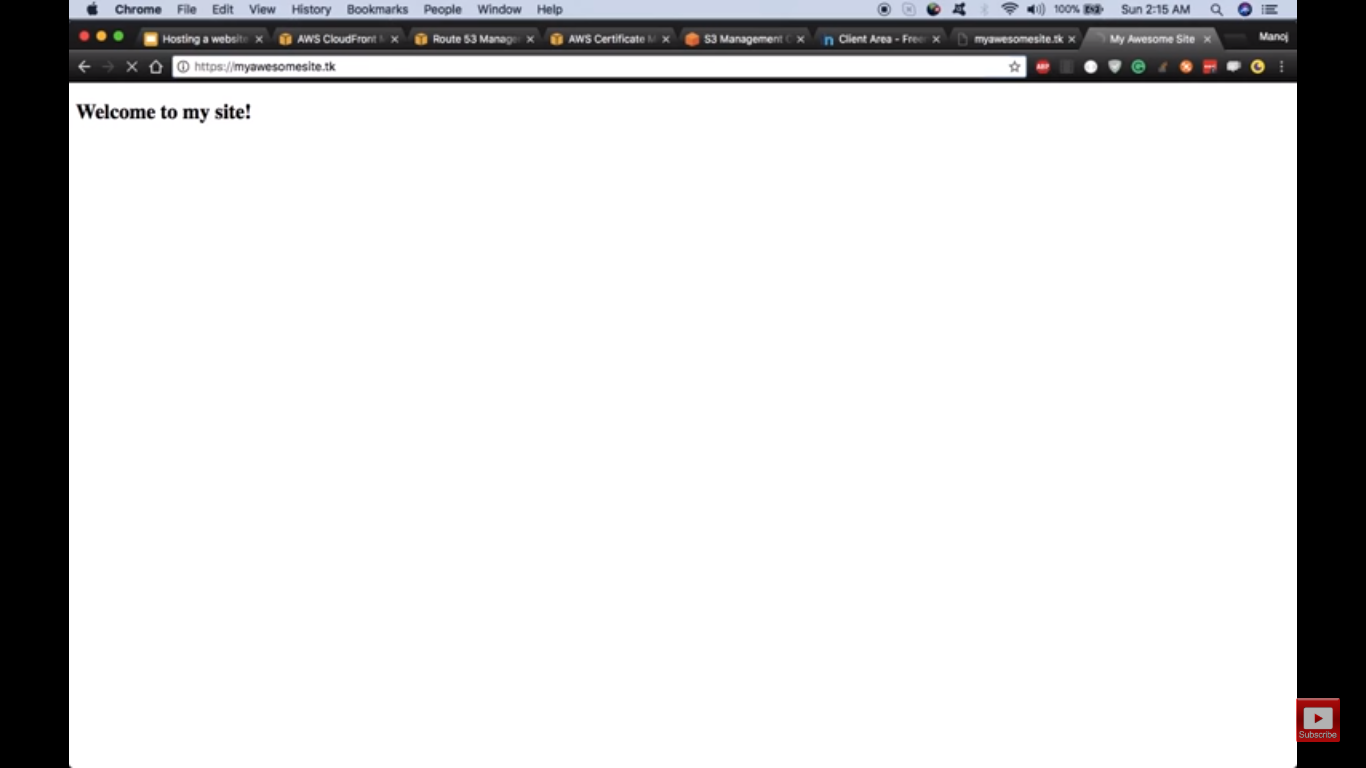 Chrome File Edit View History Bookmarks People Window Help 100% Sun 2:15 AM
Hosting a website AWS CloudFront M Route 53 Manage AWS Certificate M S3 Management C Client Area - Free myawesomesite.tk My Awesome Site Manoj
https://myawesomesite.tk ABP
Welcome to my site!
Subscribe